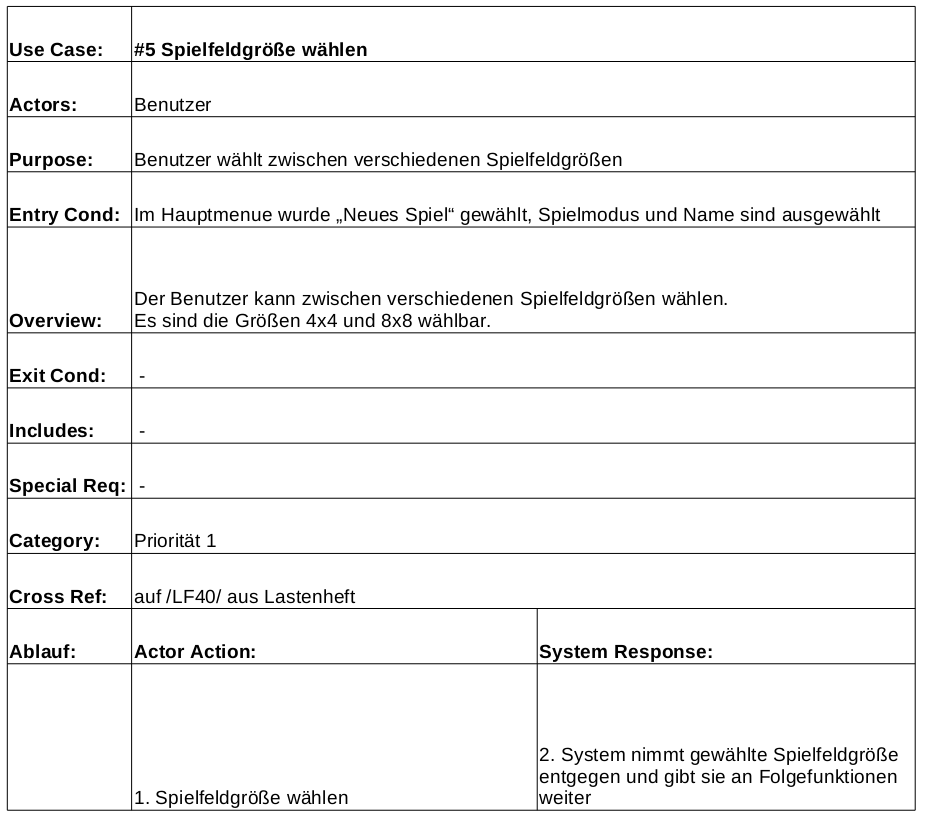 Use Case: #5 Spielfeldgröße wählen
Actors: Benutzer
Purpose: Benutzer wählt zwischen verschiedenen Spielfeldgrößen
Entry Cond: Im Hauptmenue wurde „Neues Spiel“ gewählt, Spielmodus und Name sind ausgewählt
Der Benutzer kann zwischen verschiedenen Spielfeldgrößen wählen.
Overview: Es sind die Größen 4x4 und 8x8 wählbar.
Exit Cond: -
Includes: -
Special Req: -
Category: Priorität 1
Cross Ref: auf /LF40/ aus Lastenheft
Ablauf: Actor Action: System Response:
2. System nimmt gewählte Spielfeldgröße
entgegen und gibt sie an Folgefunktionen
1. Spielfeldgröße wählen weiter